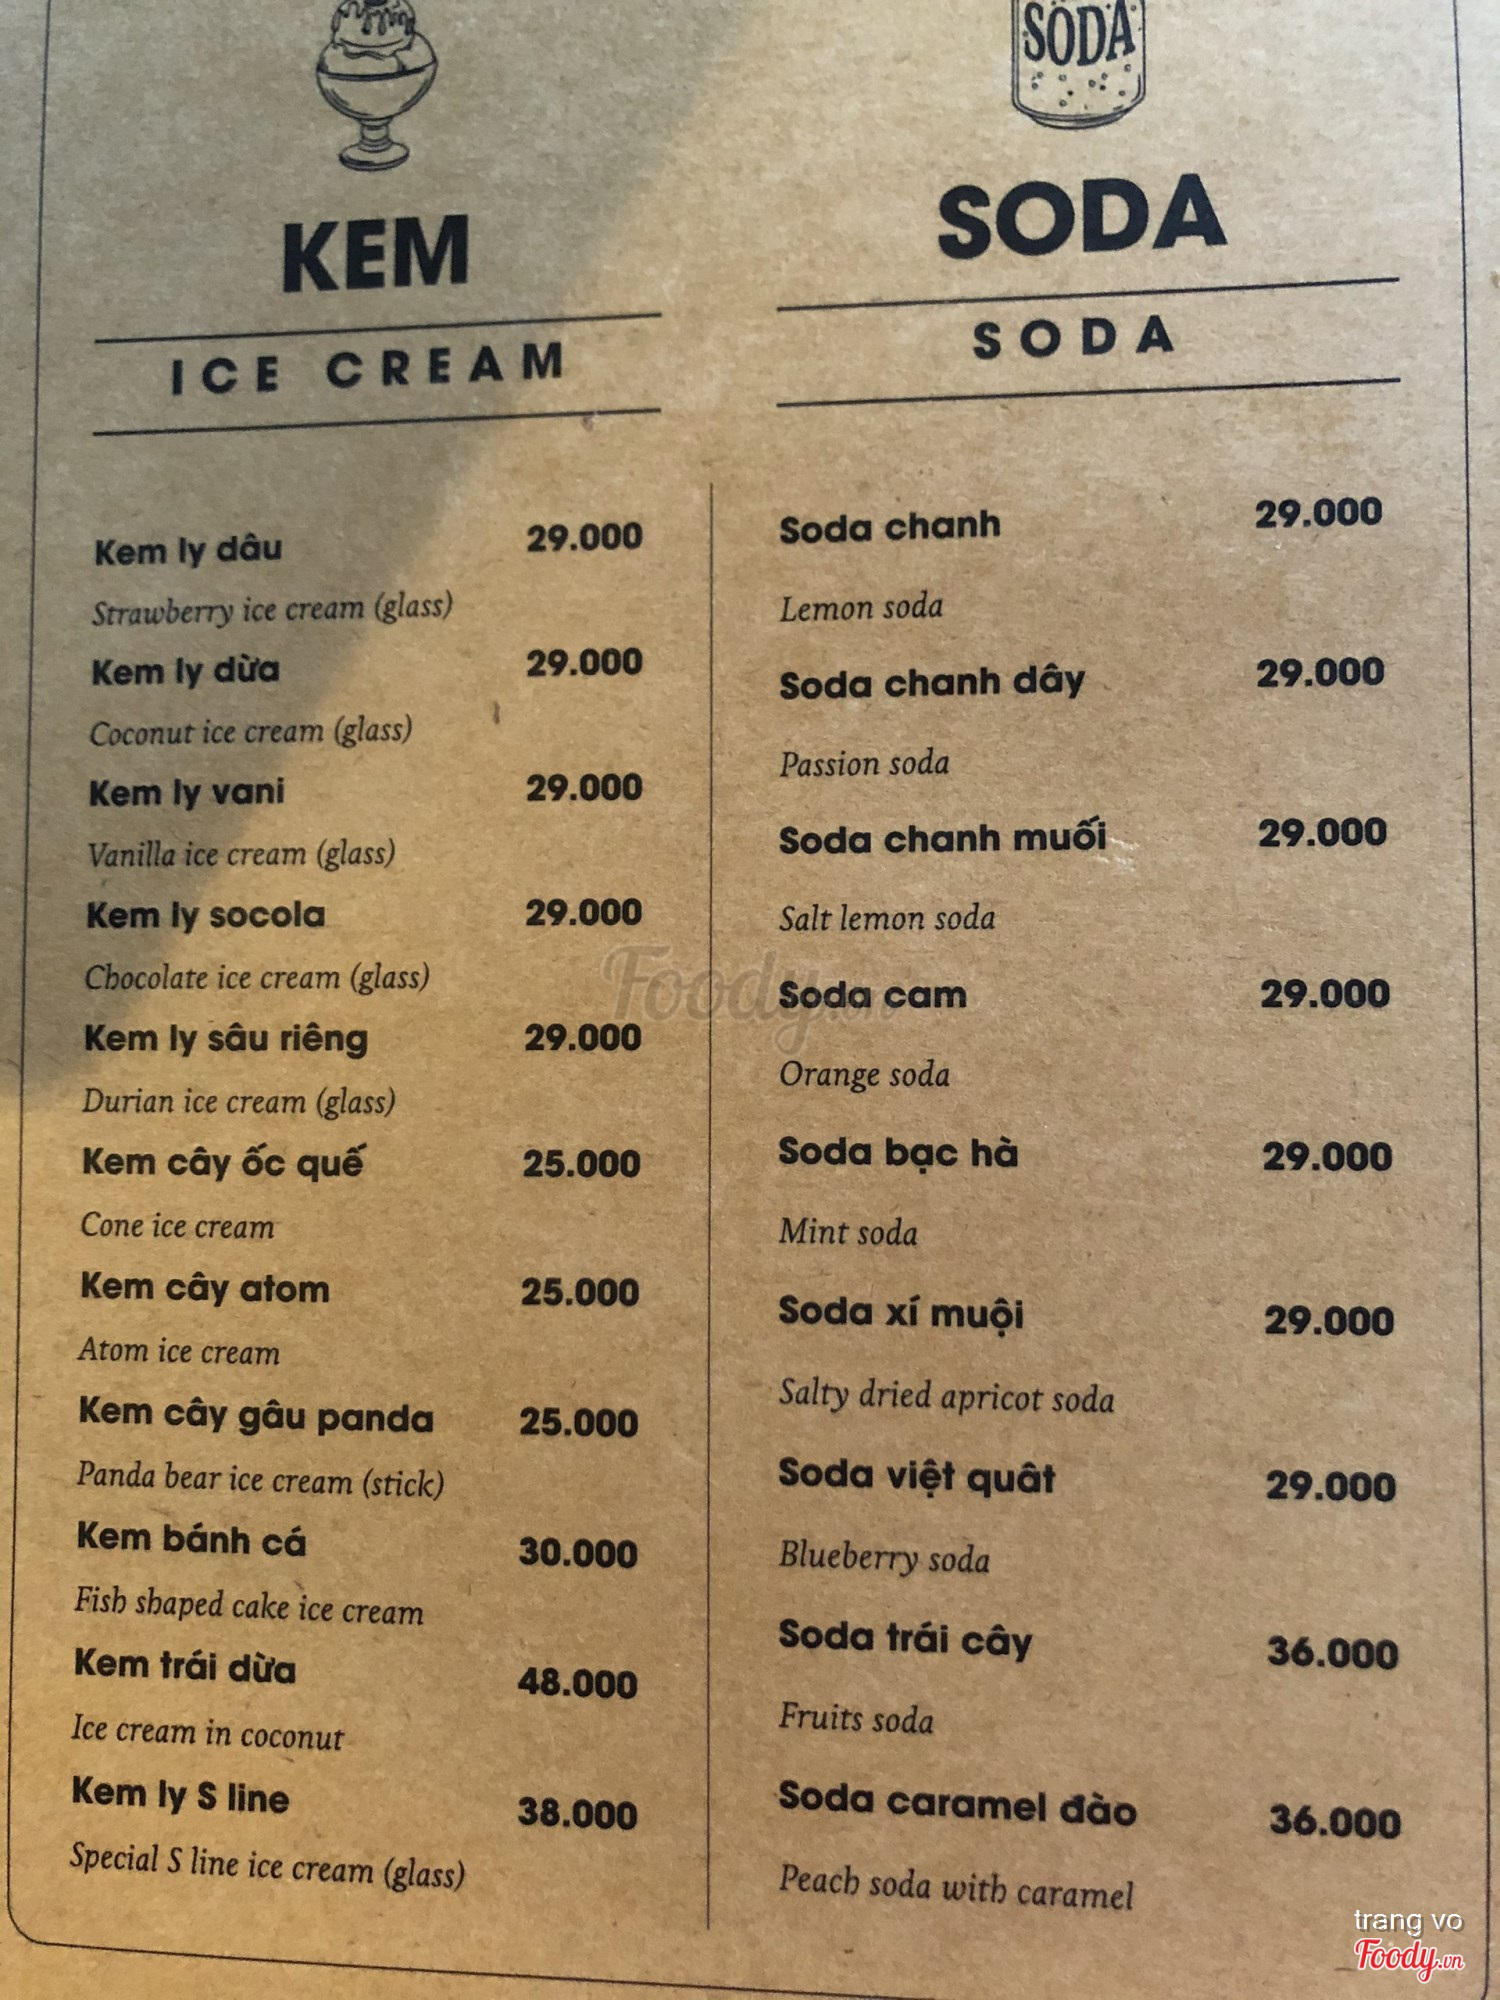 KEM
ICE CREAM
Kem ly dâu 29.000
Strawberry ice cream (glass)
Kem ly dừa 29.000
Coconut ice cream (glass)
Kem ly vani 29.000
Vanilla ice cream (glass)
Kem ly socola 29.000
Chocolate ice cream (glass)
Kem ly sâu riêng 29.000
Durian ice cream (glass)
Kem cây ốc quế 25.000
Cone ice cream
Kem cây atom 25.000
Atom ice cream
Kem cây gâu panda 25.000
Panda bear ice cream (stick)
Kem bánh cá 30.000
Fish shaped cake ice cream
Kem trái dừa 48.000
Ice cream in coconut
Kem ly S line 38.000
Special S line ice cream (glass)
SODA
SODA
SODA
Soda chanh 29.000
Lemon soda
Soda chanh dây 29.000
Passion soda
Soda chanh muối 29.000
Salt lemon soda
Soda cam 29.000
Orange soda
Soda bạc hà 29.000
Mint soda
Soda xí muội 29.000
Salty dried apricot soda
Soda việt quât 29.000
Blueberry soda
Soda trái cây 36.000
Fruits soda
Soda caramel đào 36.000
Peach soda with caramel
Foody.vn
trang vo
Foody.vn